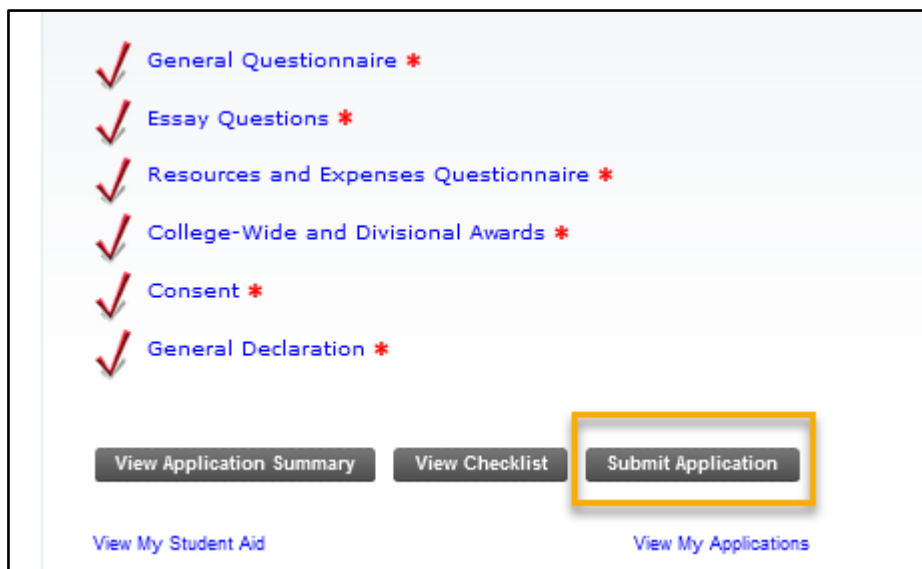 General Questionnaire *
Essay Questions *
Resources and Expenses Questionnaire *
College-Wide and Divisional Awards *
Consent *
General Declaration *
View Application Summary View Checklist Submit Application
View My Student Aid View My Applications